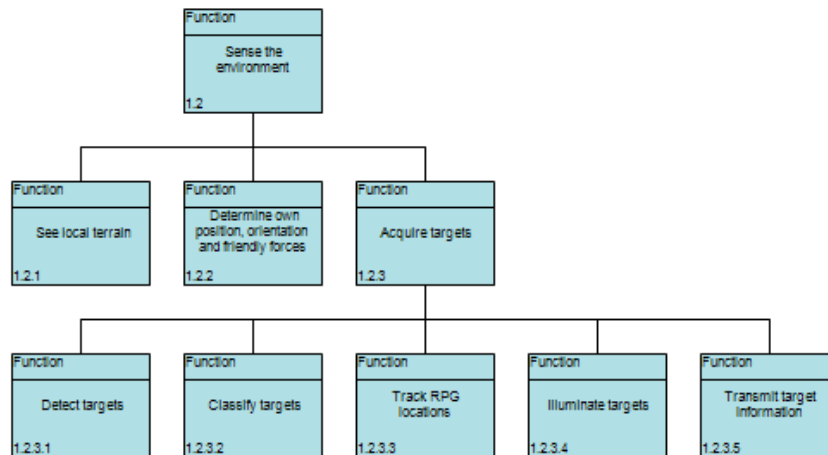 Function
Sense the
environment
1.2
Function
See local terrain
1.2.1
Function
Determine own
position, orientation
and friendly forces
1.2.2
Function
Acquire targets
1.2.3
Function
Detect targets
1.2.3.1
Function
Classify targets
1.2.3.2
Function
Track RPG
locations
1.2.3.3
Function
Illuminate targets
1.2.3.4
Function
Transmit target
information
1.2.3.5